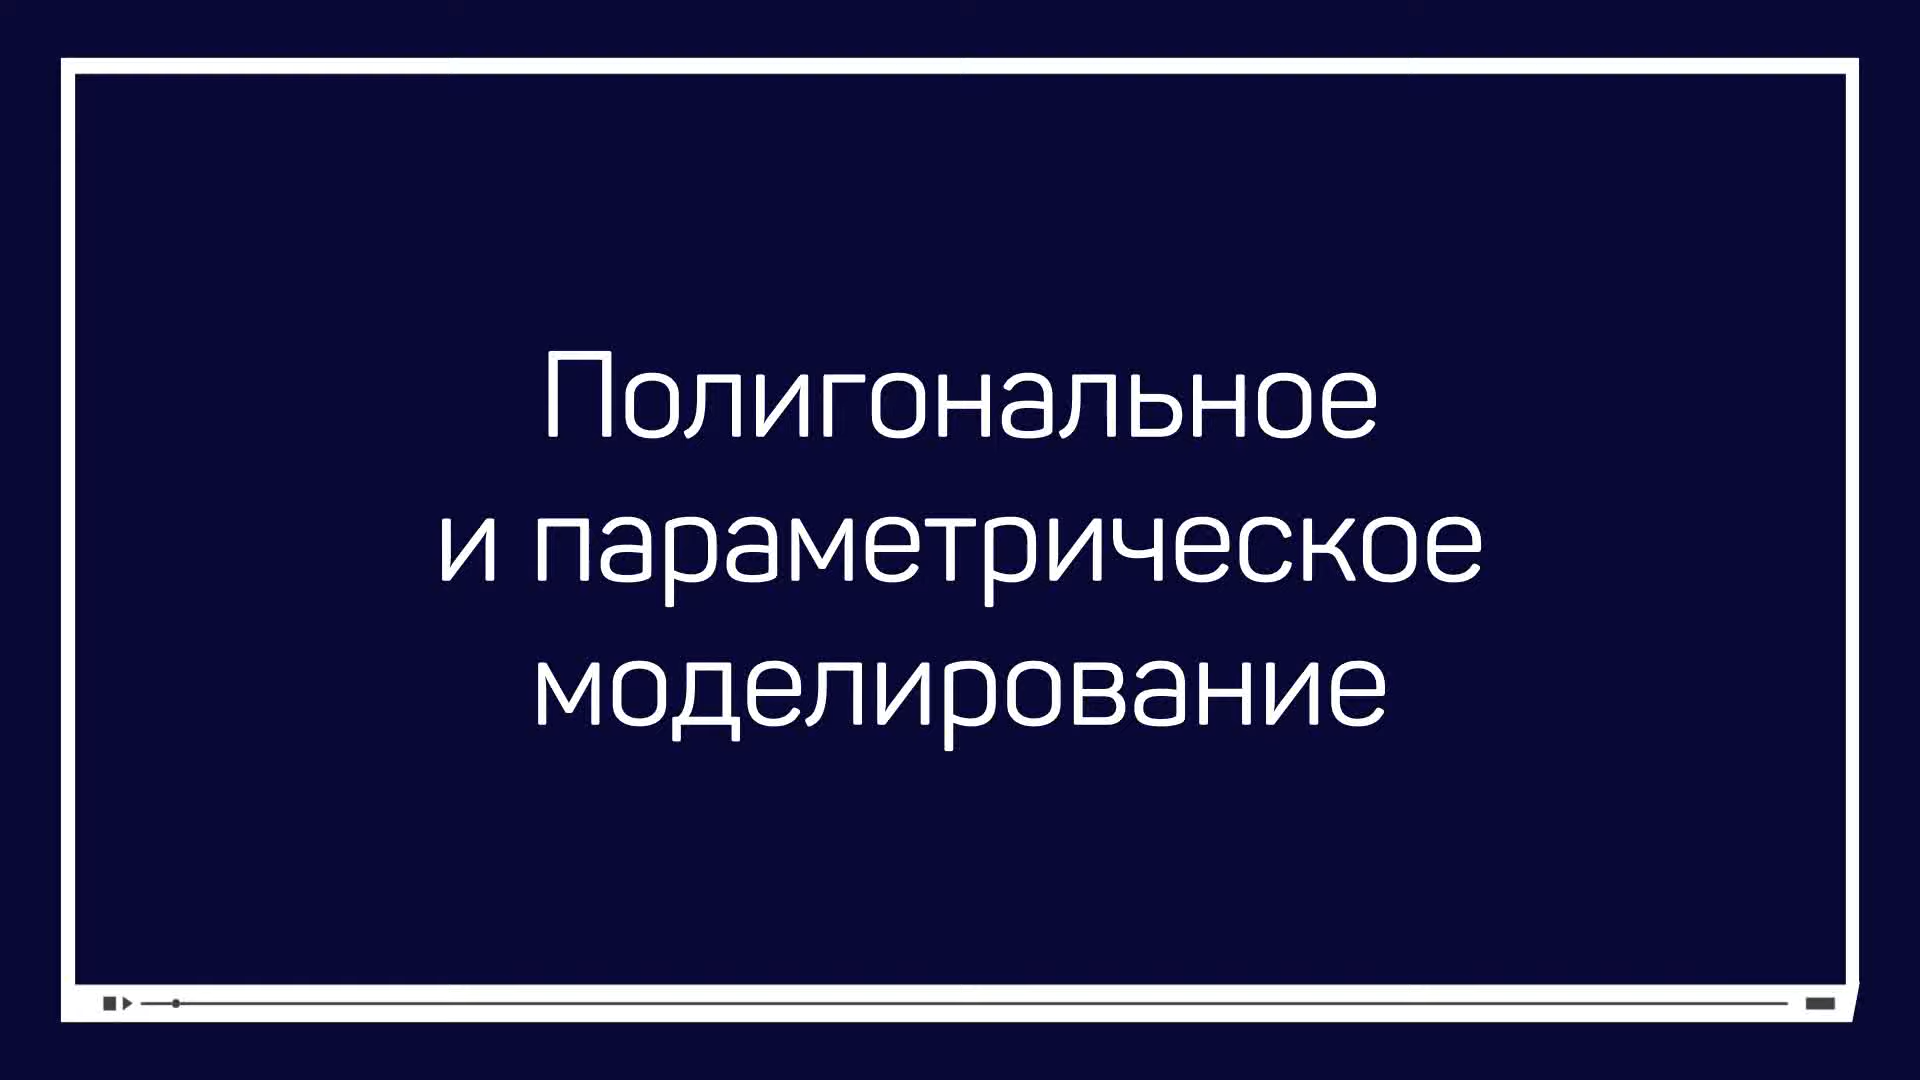 Полигональное
и параметрическое
моделирование